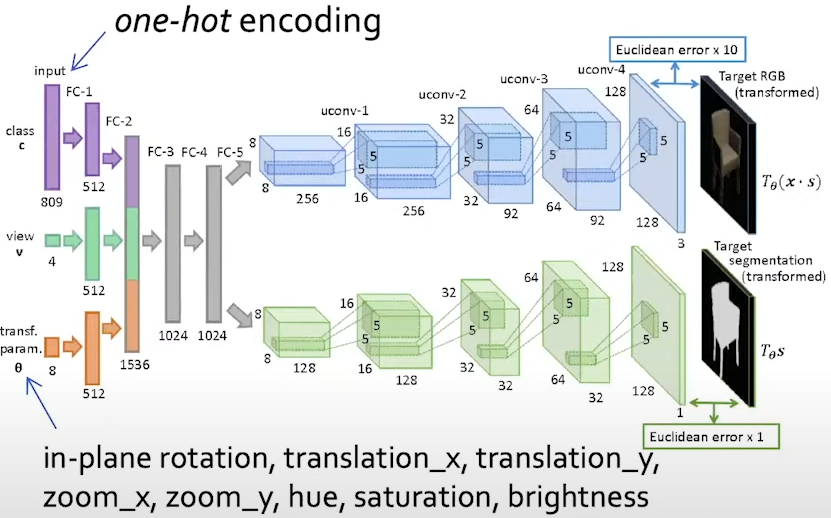 one-hot encoding
input
class
c
809
FC-1
512
FC-2
view
v
4
512
transf.
param.
θ
8
512
1536
FC-3
FC-4
FC-5
1024
1024
8
8
256
uconv-1
16
5
5
16
256
uconv-2
32
5
5
32
92
uconv-3
64
5
5
64
92
uconv-4
128
5
5
128
3
Euclidean error x 10
Target RGB
(transformed)
Tθ(x · s)
8
8
128
16
5
5
16
128
32
5
5
32
32
64
5
5
64
32
128
5
5
128
1
Target
segmentation
(transformed)
Tθs
Euclidean error x 1
in-plane rotation, translation_x, translation_y,
zoom_x, zoom_y, hue, saturation, brightness